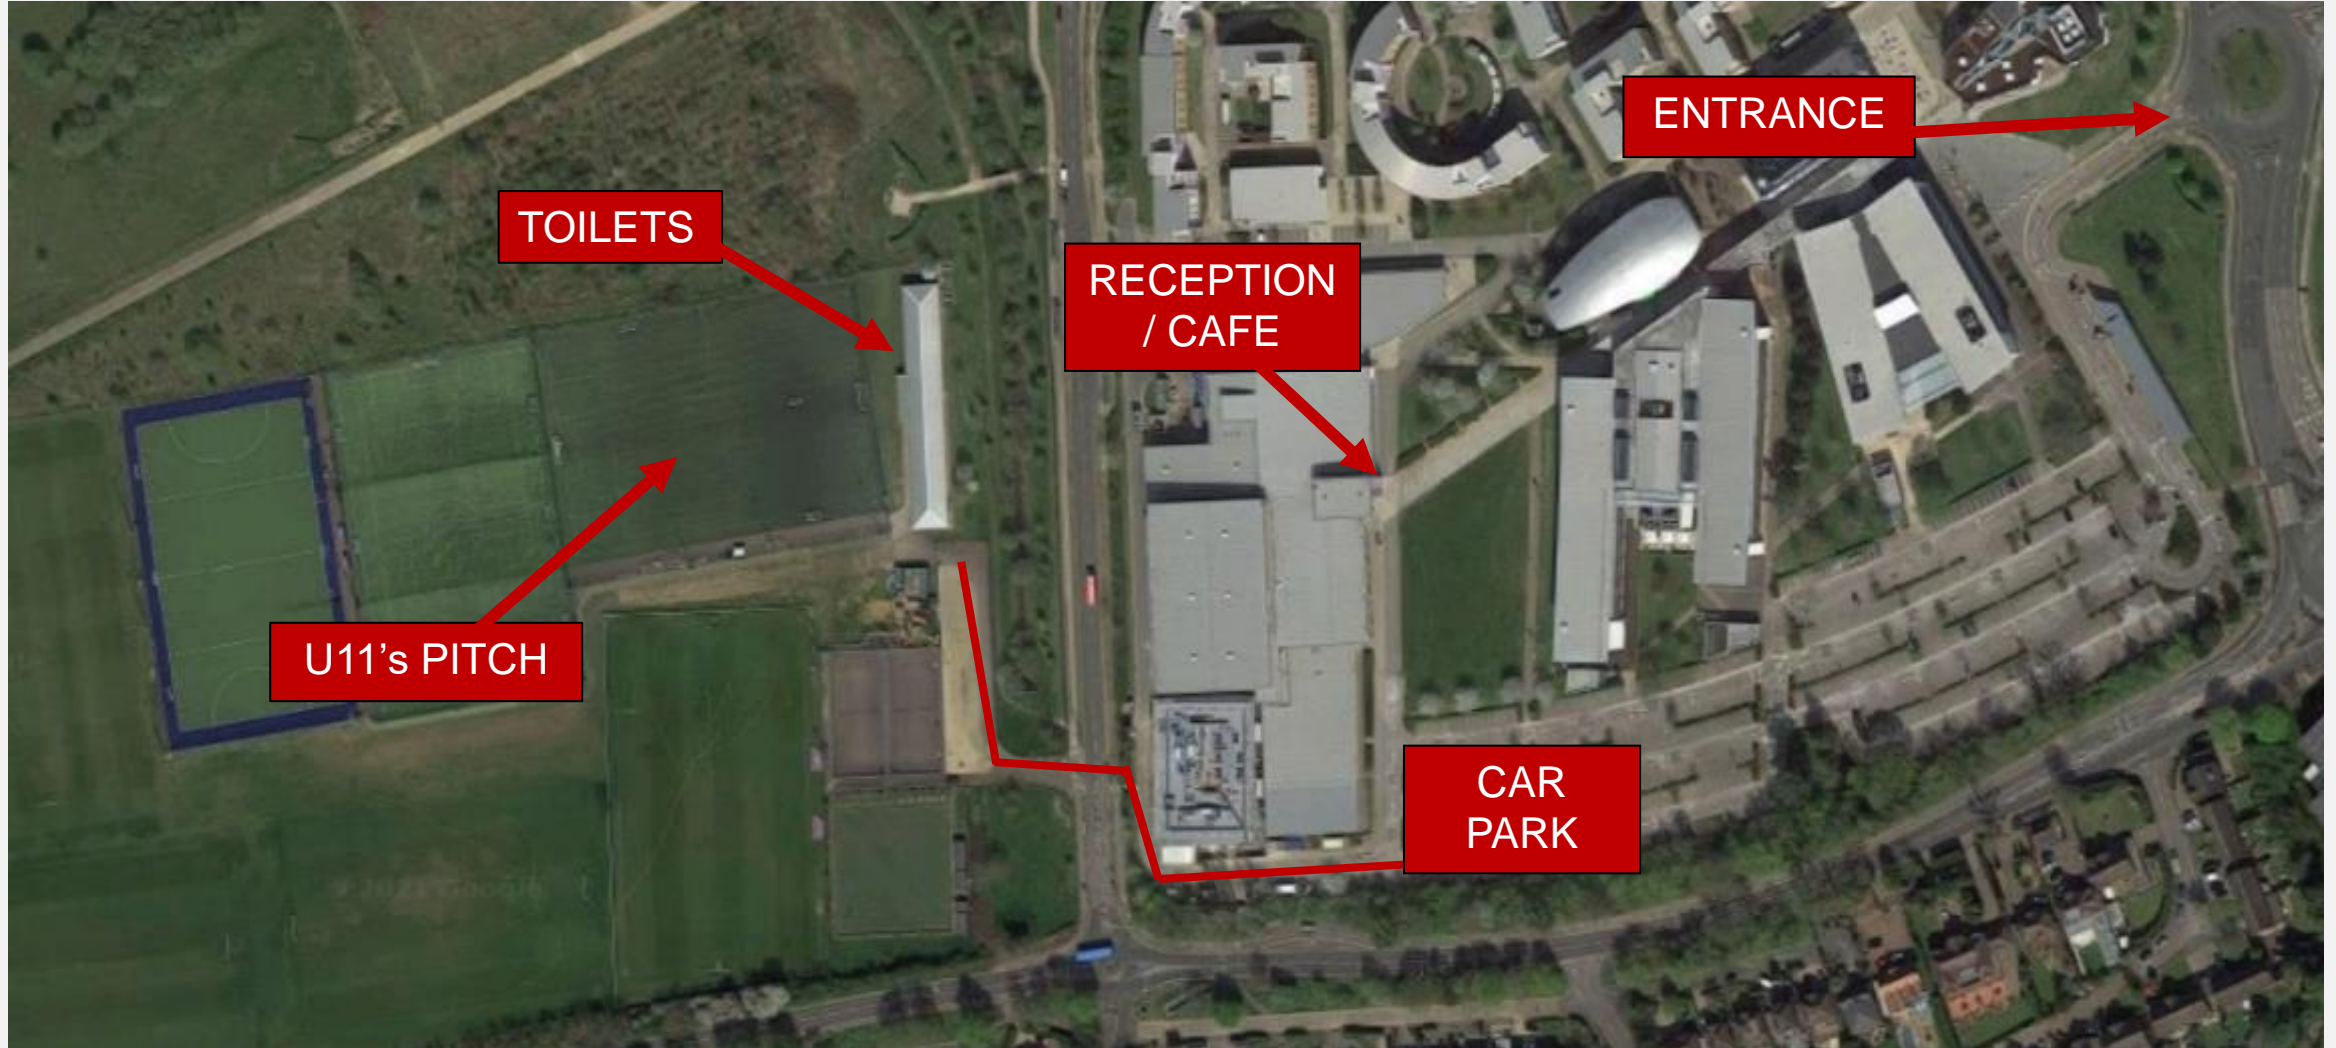 ENTRANCE
TOILETS
RECEPTION
/ CAFE
U11's PITCH
CAR
PARK